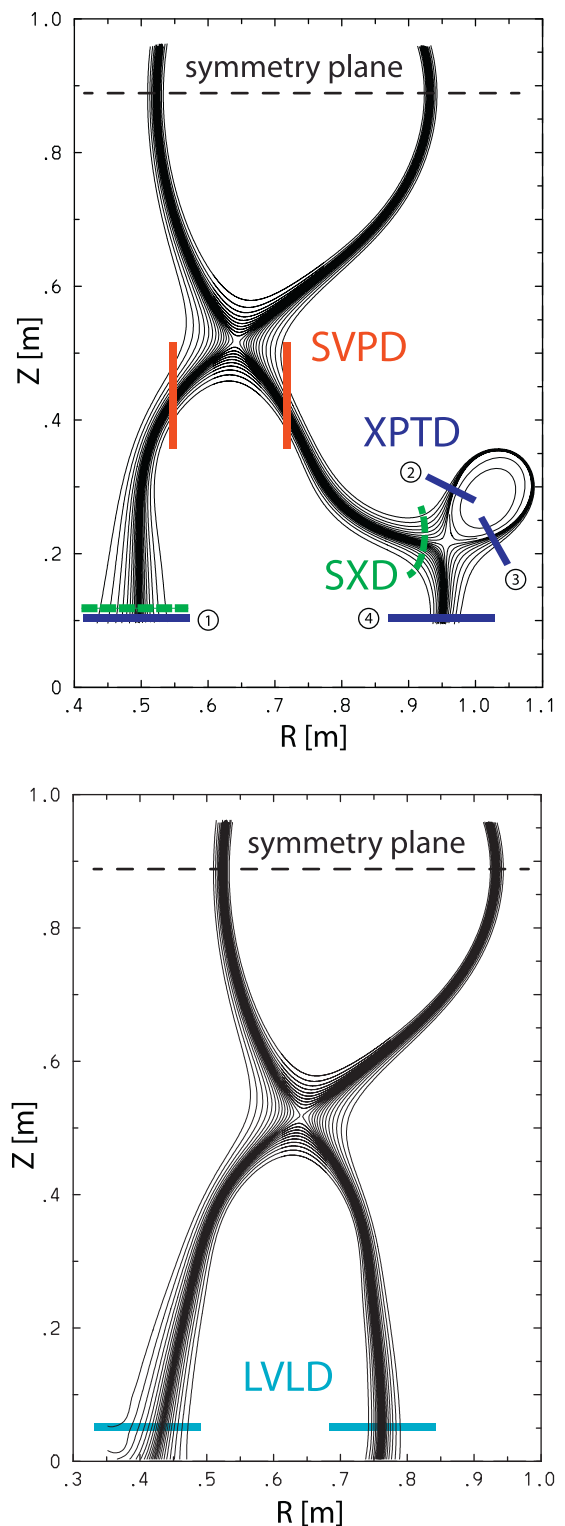 1.0
symmetry plane
.8
.6
Z [m]
SVPD
.4
XPTD
②
.2
SXD
③
①
④
0
.4 .5 .6 .7 .8 .9 1.0 1.1
R [m]
1.0
symmetry plane
.8
.6
Z [m]
.4
.2
LVLD
0
.3 .4 .5 .6 .7 .8 .9 1.0
R [m]